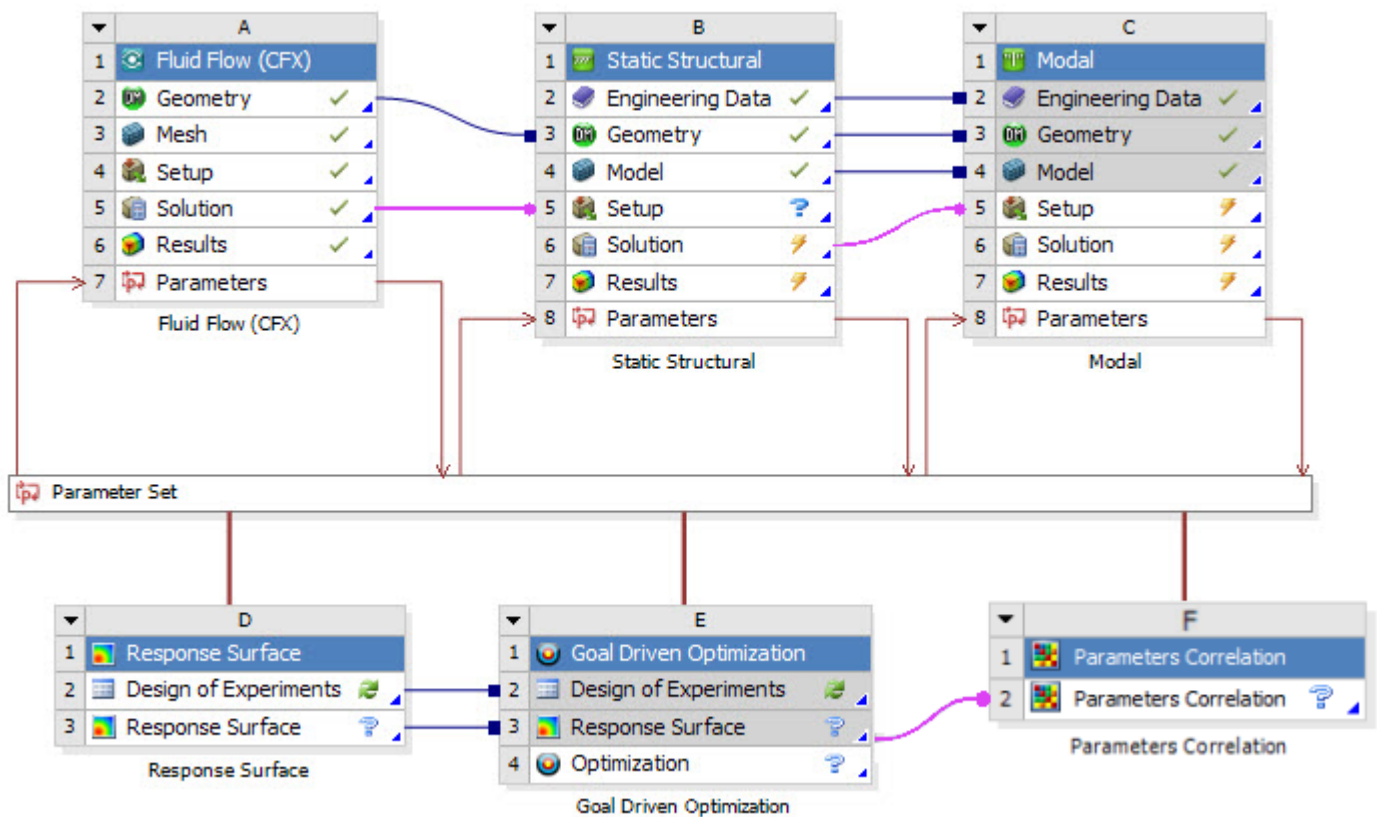 A
1 Fluid Flow (CFX)
2 Geometry
3 Mesh
4 Setup
5 Solution
6 Results
7 Parameters
Fluid Flow (CFX)
B
1 Static Structural
2 Engineering Data
3 Geometry
4 Model
5 Setup ?
6 Solution
7 Results
8 Parameters
Static Structural
C
1 Modal
2 Engineering Data
3 Geometry
4 Model
5 Setup
6 Solution
7 Results
8 Parameters
Modal
Parameter Set
D
1 Response Surface
2 Design of Experiments
3 Response Surface ?
Response Surface
E
1 Goal Driven Optimization
2 Design of Experiments
3 Response Surface ?
4 Optimization ?
Goal Driven Optimization
F
1 Parameters Correlation
2 Parameters Correlation ?
Parameters Correlation